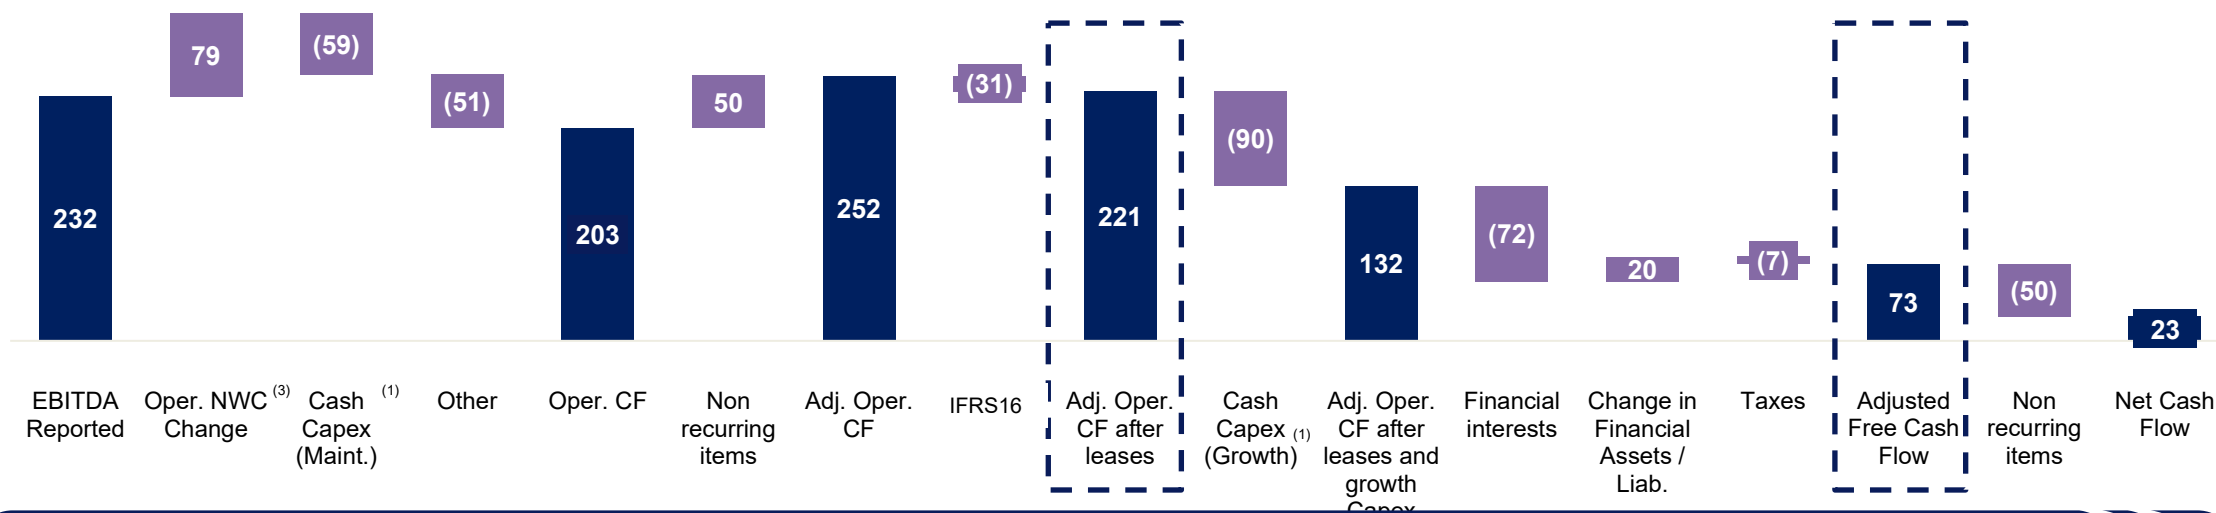 232
79
(59)
(51)
203
50
252
(31)
221
(90)
132
(72)
20
(7)
73
(50)
23
EBITDA
Reported
Oper. NWC (3)
Change
Cash (1)
Capex
(Maint.)
Other
Oper. CF
Non
recurring
items
Adj. Oper.
CF
IFRS16
Adj. Oper.
CF after
leases
Cash
Capex (1)
(Growth)
Adj. Oper.
CF after
leases and
growth
Capex
Financial
interests
Change in
Financial
Assets /
Liab.
Taxes
Adjusted
Free Cash
Flow
Non
recurring
items
Net Cash
Flow